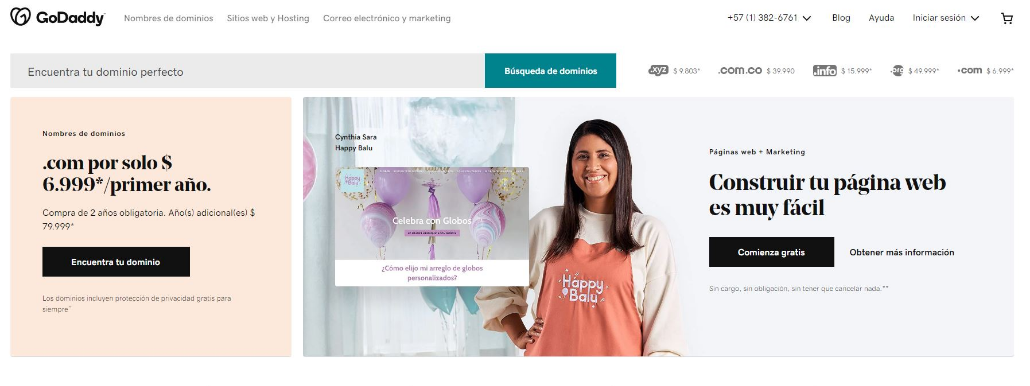 GoDaddy
Nombres de dominios
Sitios web y Hosting
Correo electrónico y marketing
+57 (1) 382-6761
Blog
Ayuda
Iniciar sesión
Encuentra tu dominio perfecto
Búsqueda de dominios
.xyz $ 9.803*
.com.co $ 39.990
.info $ 15.999*
.org $ 49.999*
.com $ 6.999*
Nombres de dominios
.com por solo $
6.999*/primer año.
Compra de 2 años obligatoria. Año(s) adicional(es) $
79.999*
Encuentra tu dominio
Los dominios incluyen protección de privacidad gratis para
siempre*
Cynthia Sara
Happy Balu
Happy
Balu
Celebra con Globos
¿Cómo elijo mi arreglo de globos
personalizados?
Happy
Balu
Páginas web + Marketing
Construir tu página web
es muy fácil
Comienza gratis
Obtener más información
Sin cargo, sin obligación, sin tener que cancelar nada.**